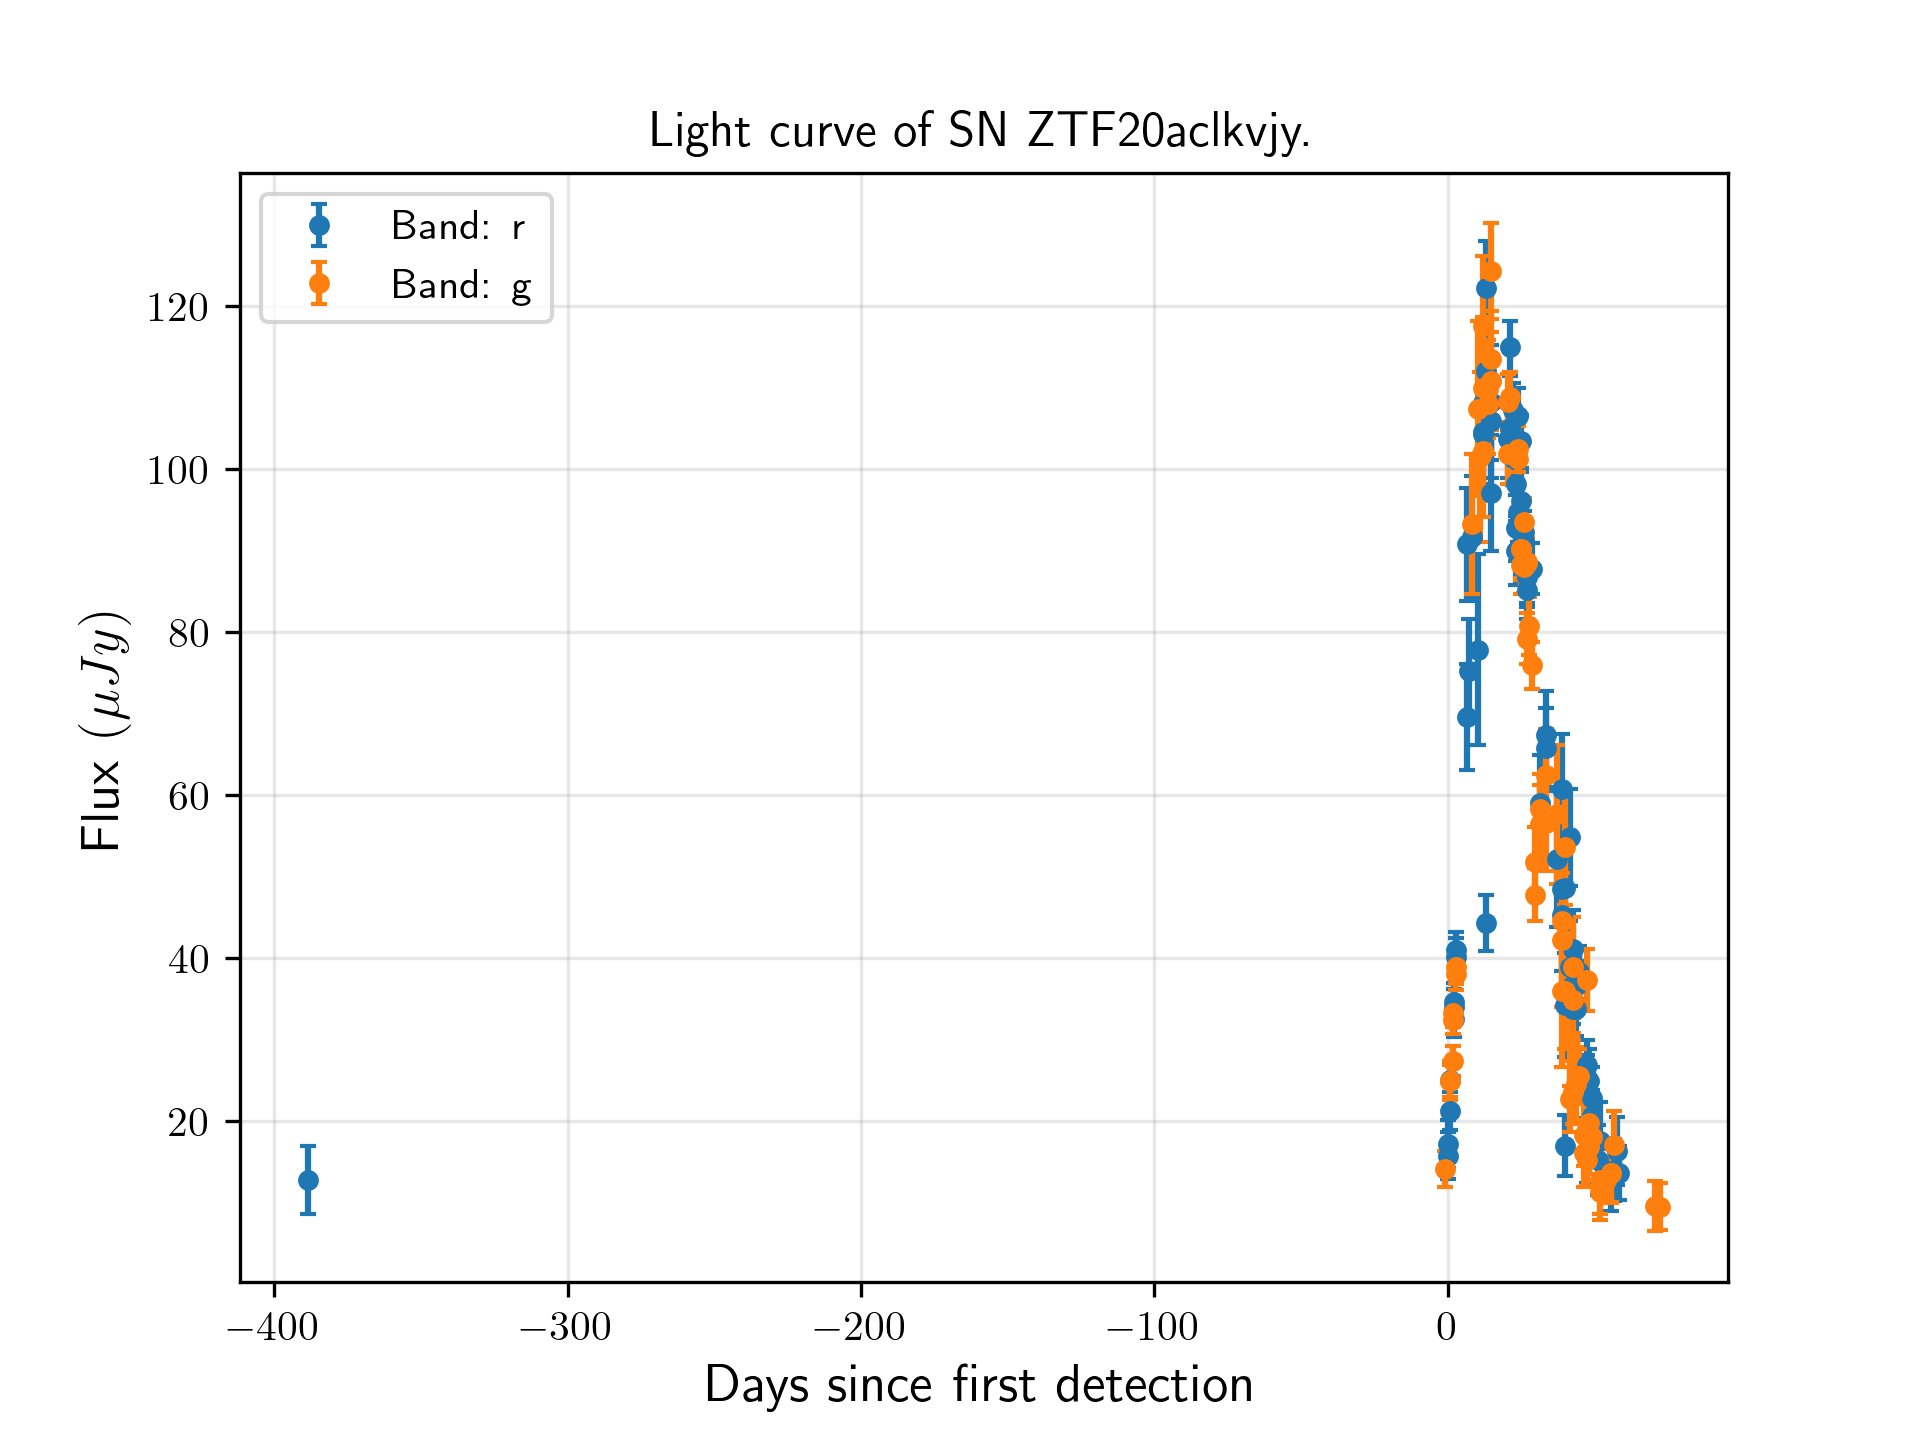 Light curve of SN ZTF20aclkvjy.
Band: r
Band: g
120
100
80
60
40
20
Flux (μJy)
−400
−300
−200
−100
0
Days since first detection